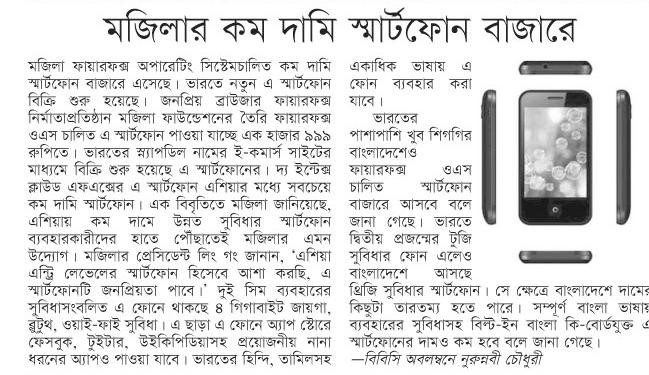 মজিলার কম দামি স্মার্টফোন বাজারে
মজিলা ফায়ারফক্স অপারেটিং সিস্টেমচালিত কম দামি
স্মার্টফোন বাজারে এসেছে। ভারতে নতুন এ স্মার্টফোন
বিক্রি শুরু হয়েছে। জনপ্রিয় ব্রাউজার ফায়ারফক্স
নির্মাতাপ্রতিষ্ঠান মজিলা ফাউন্ডেশনের তৈরি ফায়ারফক্স
ওএস চালিত এ স্মার্টফোন পাওয়া যাচ্ছে এক হাজার ৯৯৯
রুপিতে। ভারতের স্ন্যাপডিল নামের ই-কমার্স সাইটের
মাধ্যমে বিক্রি শুরু হয়েছে এ স্মার্টফোনের। দ্য ইন্টেক্স
ক্লাউড এফএক্সের এ স্মার্টফোন এশিয়ার মধ্যে সবচেয়ে
কম দামি স্মার্টফোন। এক বিবৃতিতে মজিলা জানিয়েছে,
এশিয়ায় কম দামে উন্নত সুবিধার স্মার্টফোন
ব্যবহারকারীদের হাতে পৌঁছাতেই মজিলার এমন
উদ্যোগ। মজিলার প্রেসিডেন্ট লিং গং জানান, ‘এশিয়া
এন্ট্রি লেভেলের স্মার্টফোন হিসেবে আশা করছি, এ
স্মার্টফোনটি জনপ্রিয়তা পাবে।’ দুই সিম ব্যবহারের
সুবিধাসংবলিত এ ফোনে থাকছে ৪ গিগাবাইট জায়গা,
ব্লুটুথ, ওয়াই-ফাই সুবিধা। এ ছাড়া এ ফোনে অ্যাপ স্টোরে
ফেসবুক, টুইটার, উইকিপিডিয়াসহ প্রয়োজনীয় নানা
ধরনের অ্যাপও পাওয়া যাবে। ভারতের হিন্দি, তামিলসহ
একাধিক ভাষায় এ
ফোন ব্যবহার করা
যাবে।
ভারতের
পাশাপাশি খুব শিগগির
বাংলাদেশেও
ফায়ারফক্স ওএস
চালিত স্মার্টফোন
বাজারে আসবে বলে
জানা গেছে। ভারতে
দ্বিতীয় প্রজন্মের টুজি
সুবিধার ফোন এলেও
বাংলাদেশে আসছে
থ্রিজি সুবিধার স্মার্টফোন। সে ক্ষেত্রে বাংলাদেশে দামের
কিছুটা তারতম্য হতে পারে। সম্পূর্ণ বাংলা ভাষায়
ব্যবহারের সুবিধাসহ বিল্ট-ইন বাংলা কি-বোর্ডযুক্ত এ
স্মার্টফোনের দামও কম হবে বলে জানা গেছে।
—বিবিসি অবলম্বনে নুরুন্নবী চৌধুরী